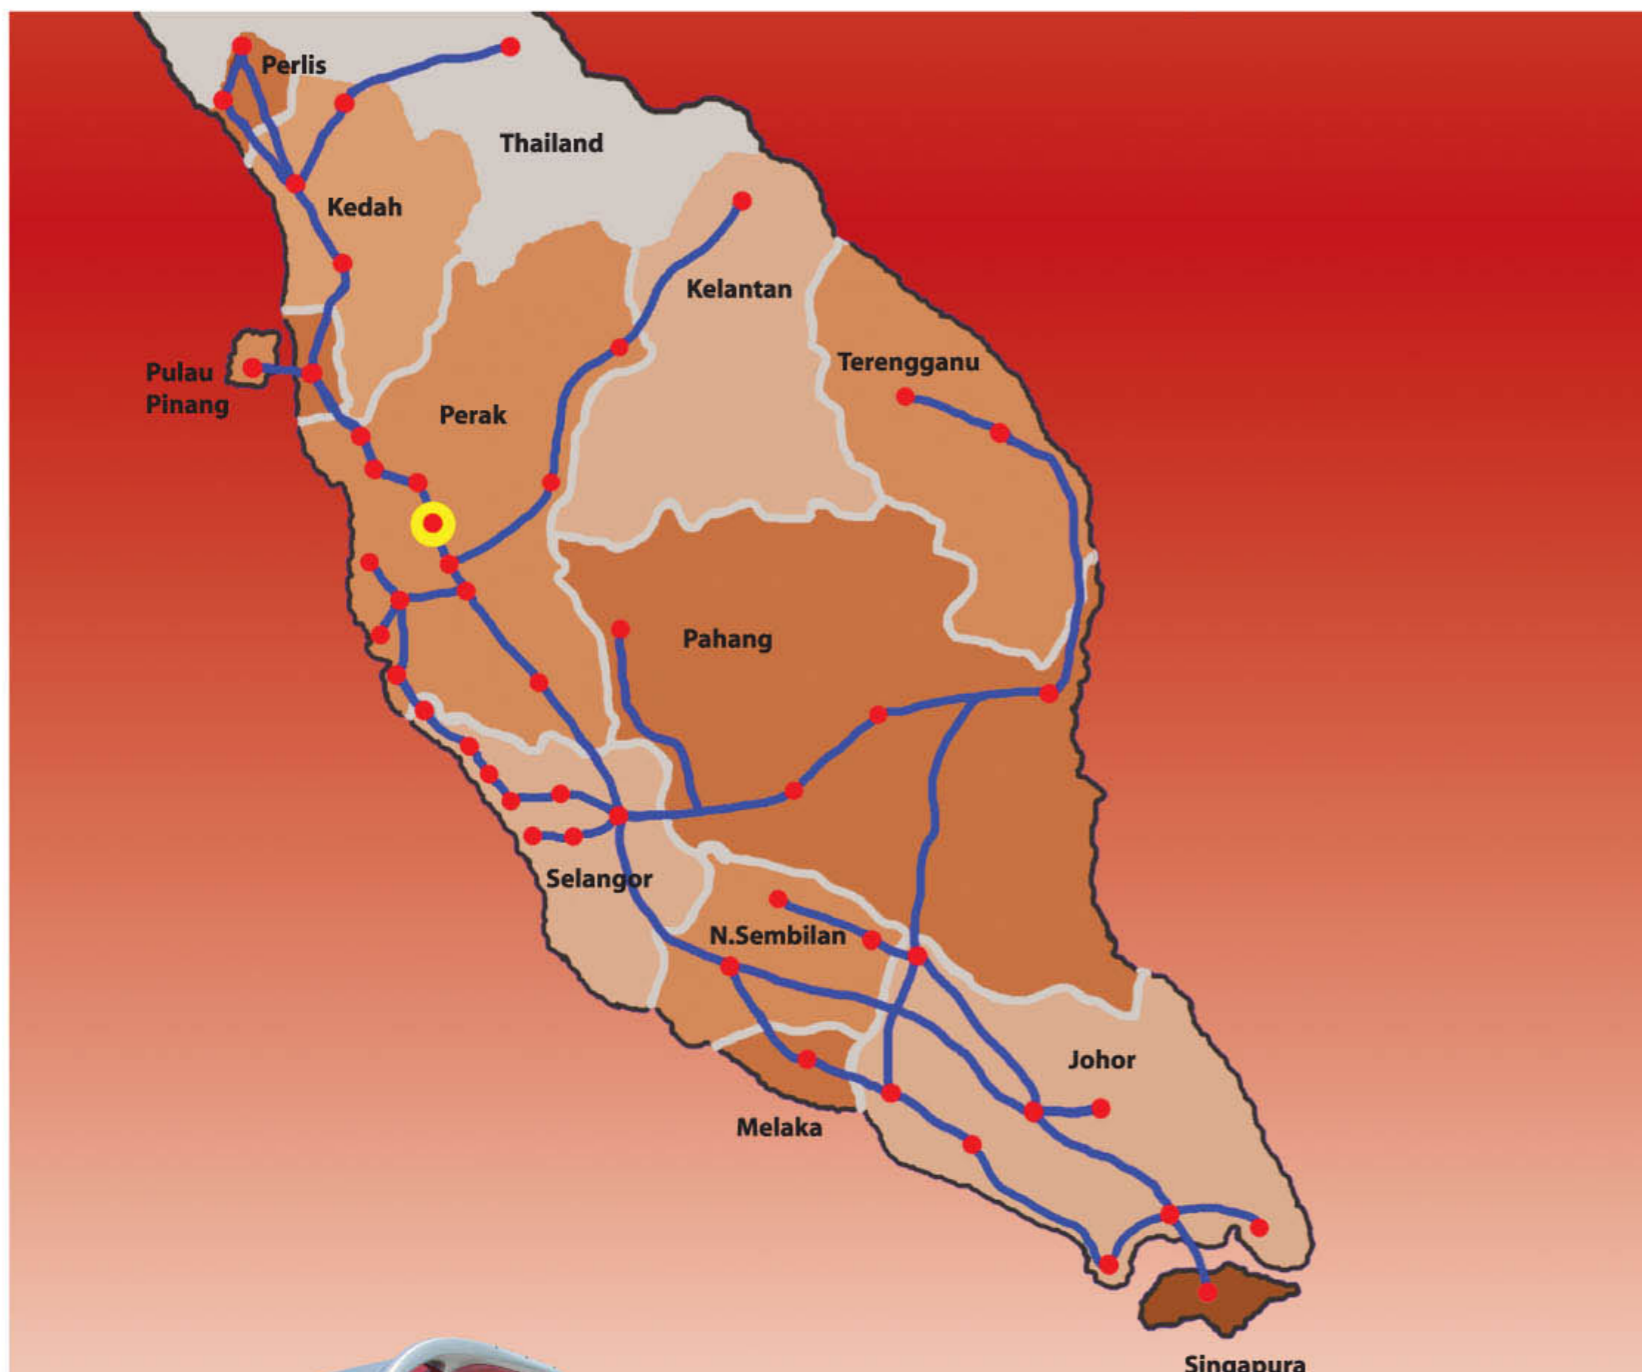 Perlis
Thailand
Kedah
Kelantan
Terengganu
Pulau
Pinang
Perak
Pahang
Selangor
N.Sembilan
Johor
Melaka
Singapura